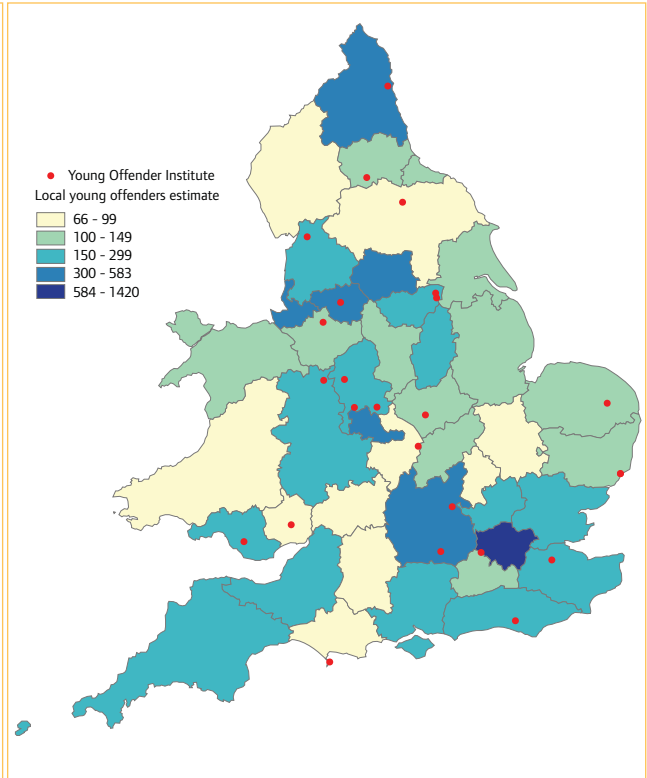 Young Offender Institute
Local young offenders estimate
66 - 99
100 - 149
150 - 299
300 - 583
584 - 1420